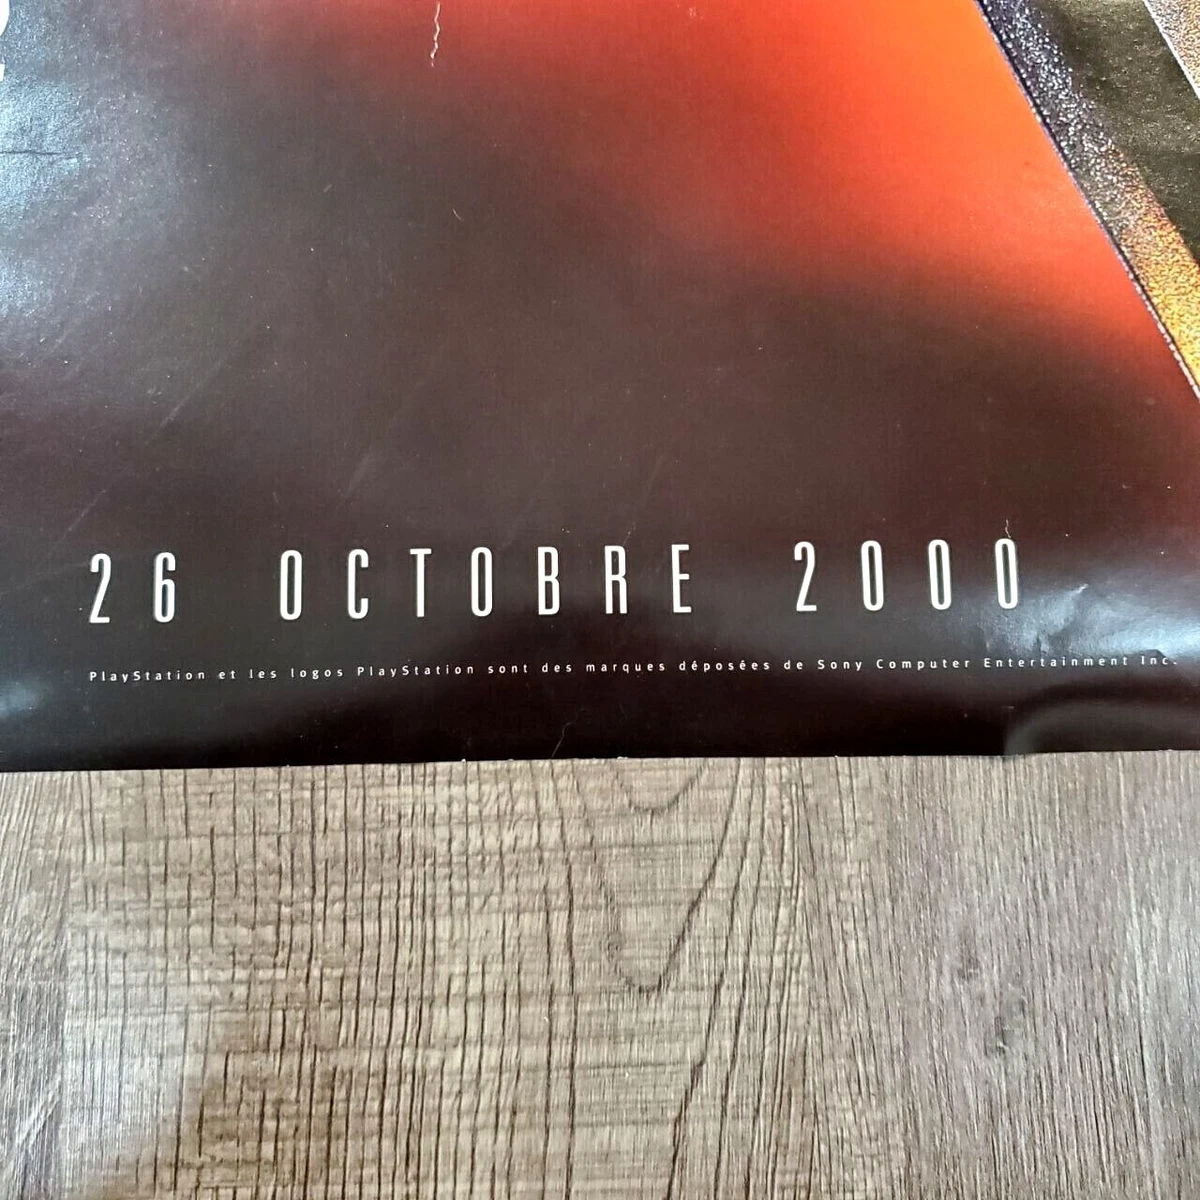 26 OCTOBRE 2000
PlayStation et les logos PlayStation sont des marques déposées de Sony Computer Entertainment Inc.